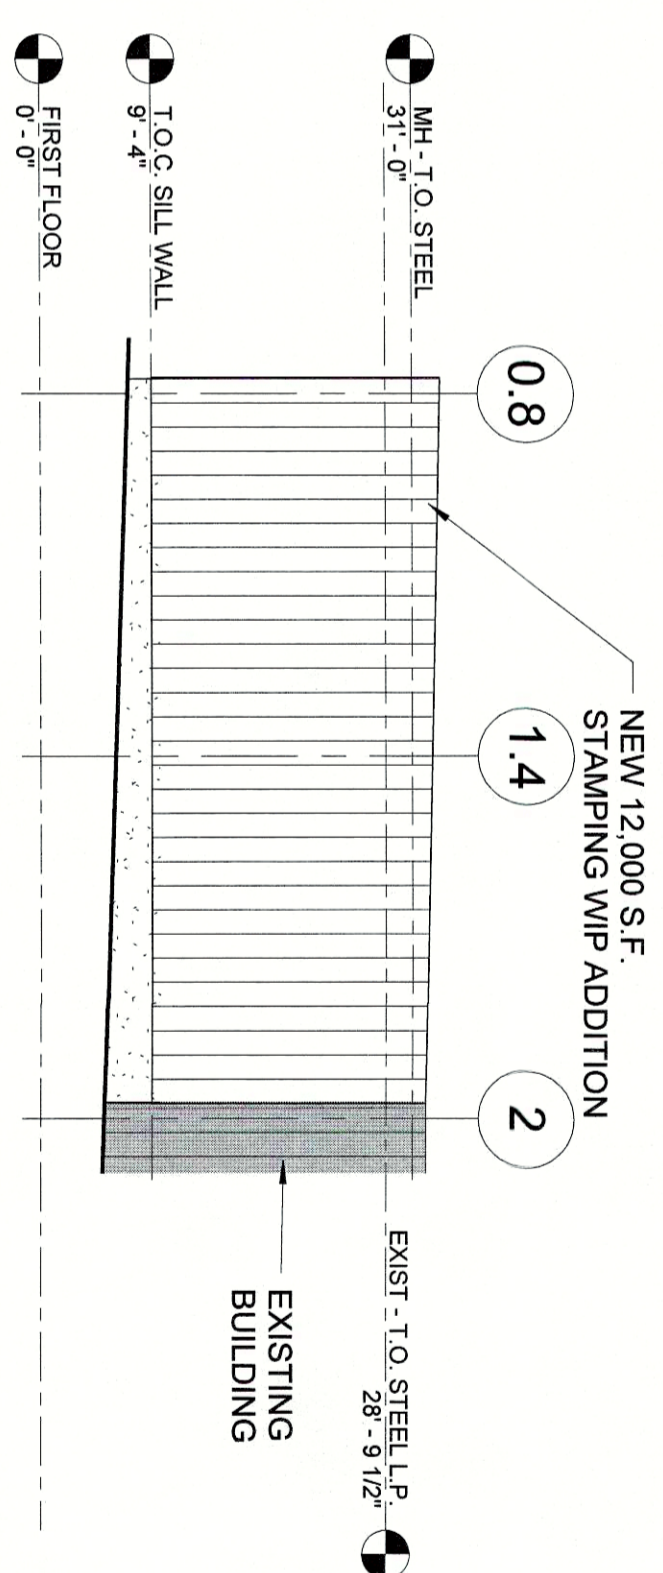 NEW 12,000 S.F.
STAMPING WIP ADDITION
0.8
1.4
2
MH - T.O. STEEL
31' - 0"
EXIST - T.O. STEEL L.P.
28' - 9 1/2"
EXISTING
BUILDING
T.O.C. SILL WALL
9' - 4"
FIRST FLOOR
0' - 0"